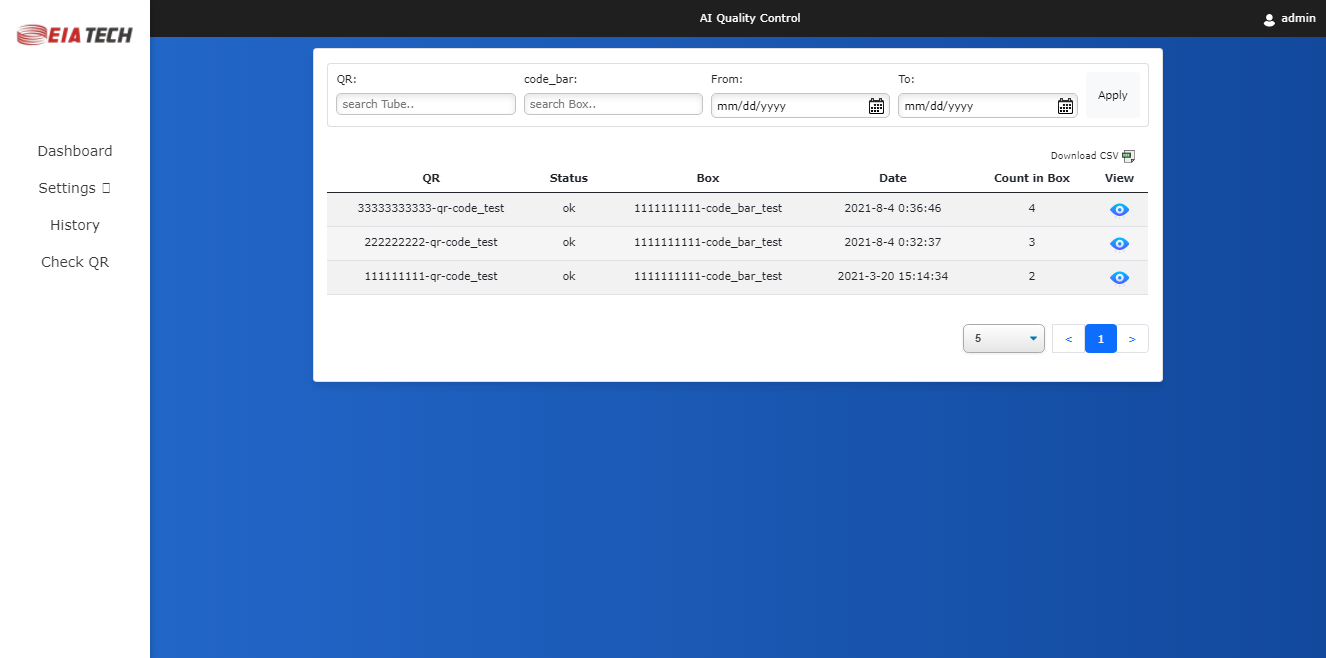 EIA TECH
AI Quality Control
admin
Dashboard
Settings
History
Check QR
QR: code_bar: From: To:
search Tube.. search Box.. mm/dd/yyyy mm/dd/yyyy Apply
Download CSV
QR Status Box Date Count in Box View
33333333333-qr-code_test ok 1111111111-code_bar_test 2021-8-4 0:36:46 4
222222222-qr-code_test ok 1111111111-code_bar_test 2021-8-4 0:32:37 3
111111111-qr-code_test ok 1111111111-code_bar_test 2021-3-20 15:14:34 2
5 < 1 >